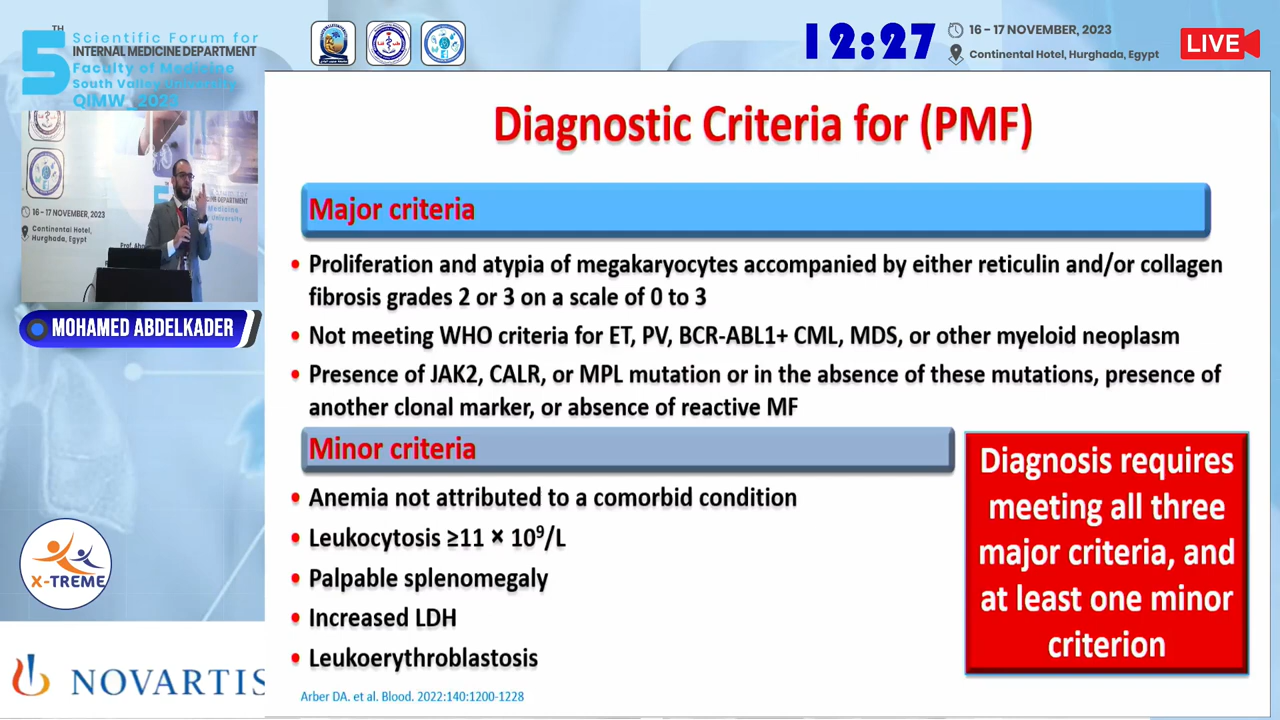 TH
5
Scientific Forum for
INTERNAL MEDICINE DEPARTMENT
Faculty of Medicine
South Valley University
QIMW_2023
12:27
16 – 17 NOVEMBER, 2023
Continental Hotel, Hurghada, Egypt
LIVE
16 - 17 NOVEMBER, 2023
Continental Hotel,
Hurghada, Egypt
MOHAMED ABDELKADER
X-TREME
NOVARTIS
Diagnostic Criteria for (PMF)
Major criteria
• Proliferation and atypia of megakaryocytes accompanied by either reticulin and/or collagen
fibrosis grades 2 or 3 on a scale of 0 to 3
• Not meeting WHO criteria for ET, PV, BCR-ABL1+ CML, MDS, or other myeloid neoplasm
• Presence of JAK2, CALR, or MPL mutation or in the absence of these mutations, presence of
another clonal marker, or absence of reactive MF
Minor criteria
• Anemia not attributed to a comorbid condition
• Leukocytosis ≥11 × 10⁹/L
• Palpable splenomegaly
• Increased LDH
• Leukoerythroblastosis
Diagnosis requires
meeting all three
major criteria, and
at least one minor
criterion
Arber DA. et al. Blood. 2022:140:1200-1228